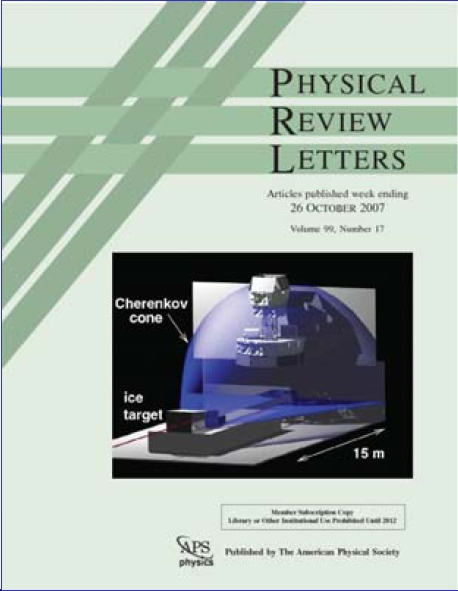 PHYSICAL
REVIEW
LETTERS
Articles published week ending
26 OCTOBER 2007
Volume 99, Number 17
Cherenkov
cone
ice
target
15 m
Member Subscription Copy
Library or Other Institutional Use Prohibited Until 2012
APS
physics
Published by The American Physical Society